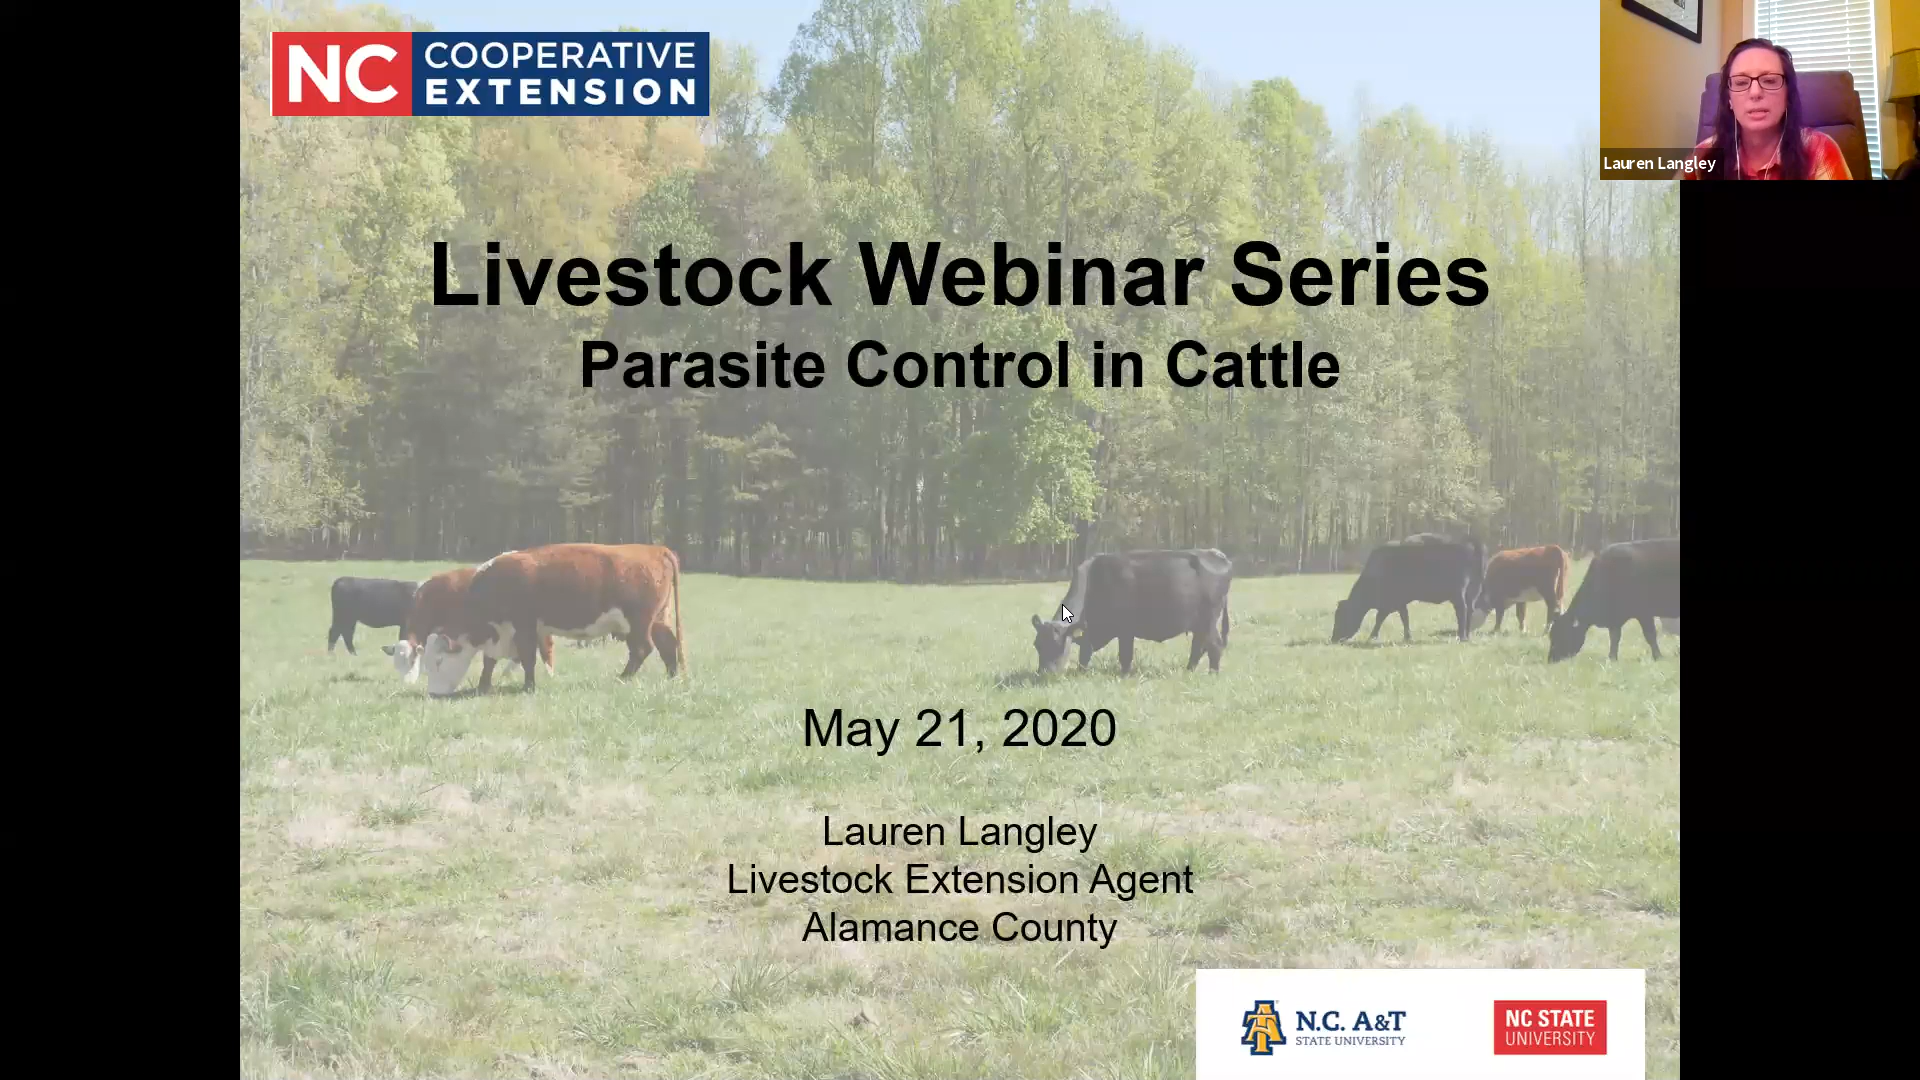 NC COOPERATIVE
EXTENSION
Lauren Langley
Livestock Webinar Series
Parasite Control in Cattle
May 21, 2020
Lauren Langley
Livestock Extension Agent
Alamance County
N.C. A&T
STATE UNIVERSITY
NC STATE
UNIVERSITY